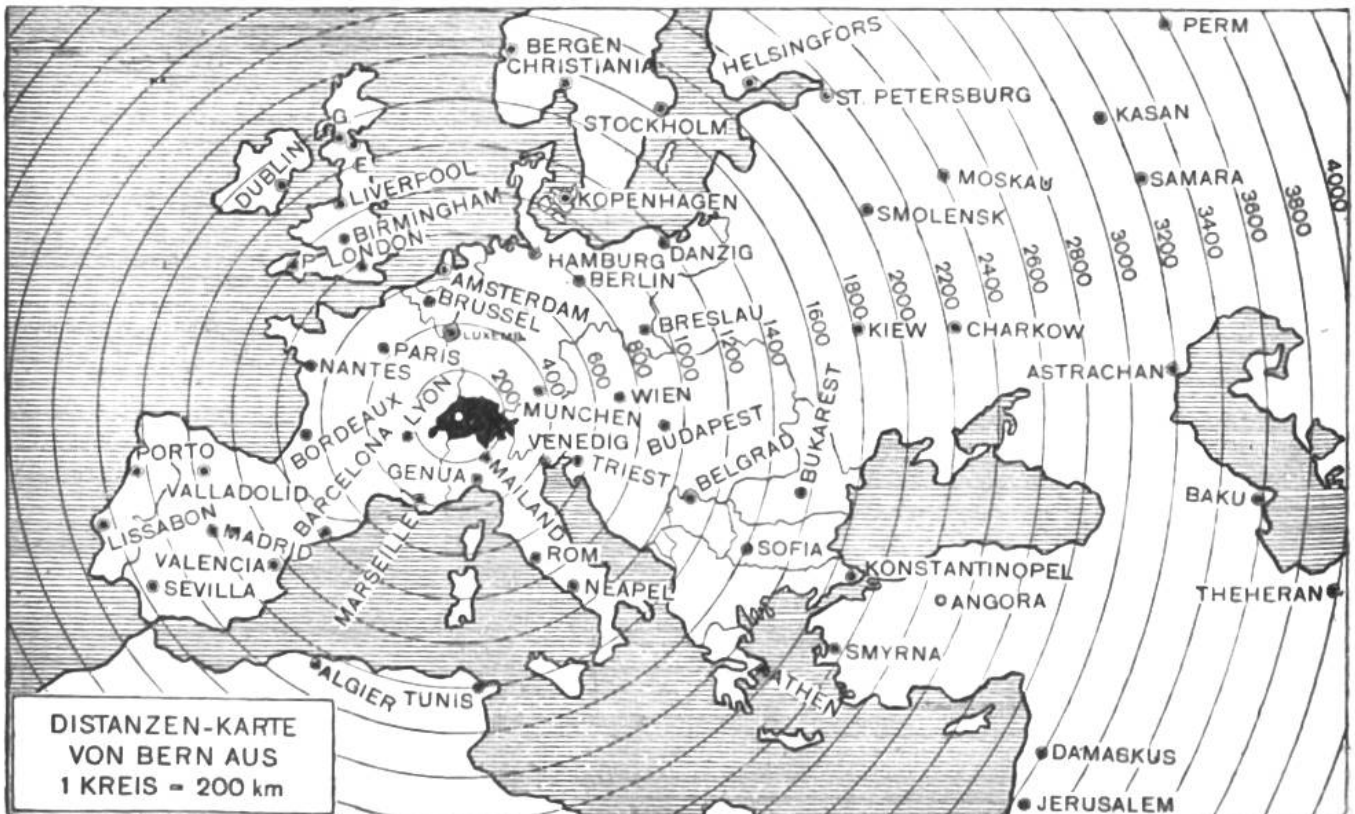 PERM
BERGEN
CHRISTIANIA
HELSINGFORS
ST. PETERSBURG
KASAN
STOCKHOLM
G
E
DUBLIN
LIVERPOOL
MOSKAU
SAMARA
4000
3800
3600
3400
3200
3000
2800
2600
2400
2200
2000
1800
1600
1400
1200
1000
800
600
400
200
KOPENHAGEN
SMOLENSK
BIRMINGHAM
P
LONDON
HAMBURG
DANZIG
BERLIN
AMSTERDAM
BRUSSEL
BRESLAU
KIEW
CHARKOW
PARIS
NANTES
ASTRACHAN
WIEN
MÜNCHEN
LYON
BORDEAUX
VENEDIG
BUDAPEST
BUKAREST
BARCELONA
PORTO
GENUA
MAILAND
TRIEST
BELGRAD
VALLADOLID
BAKU
LISSABON
MADRID
MARSEILLE
ROM
SOFIA
VALENCIA
KONSTANTINOPEL
SEVILLA
NEAPEL
ANGORA
THEHERAN
SMYRNA
ALGIER
TUNIS
ATHEN
DISTANZEN-KARTE
VON BERN AUS
1 KREIS = 200 km
DAMASKUS
JERUSALEM